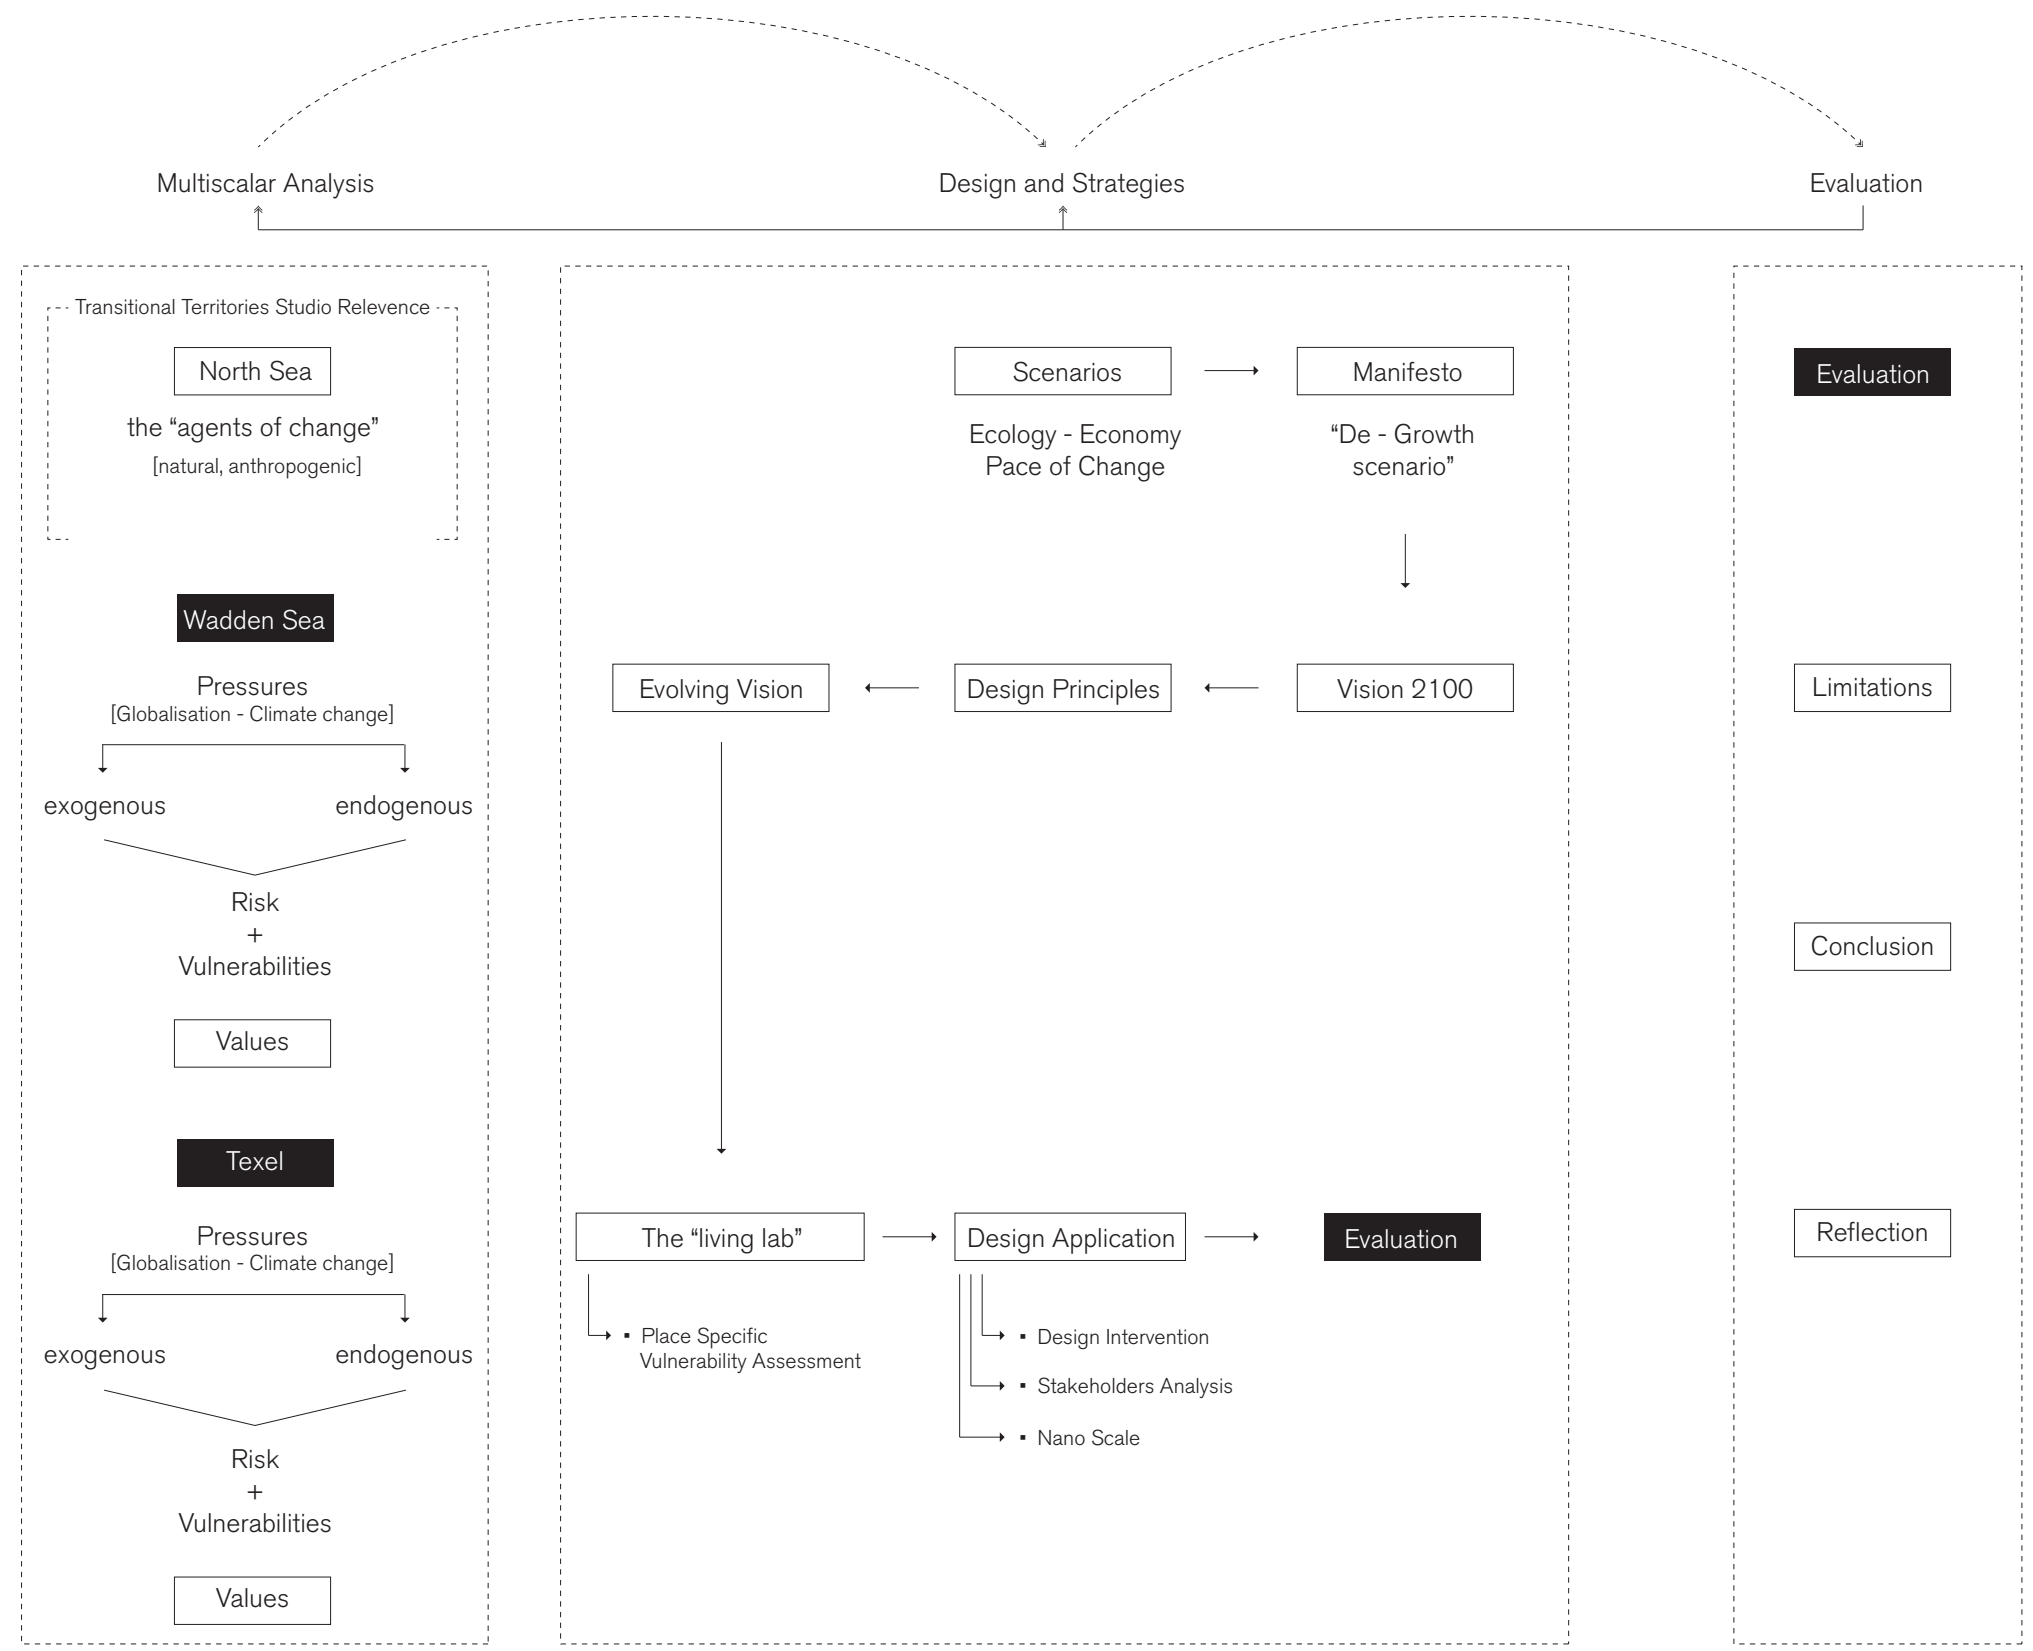 Multiscalar Analysis
Design and Strategies
Evaluation
Transitional Territories Studio Relevence
North Sea
the “agents of change”
[natural, anthropogenic]
Wadden Sea
Pressures
[Globalisation - Climate change]
exogenous
endogenous
Risk
+
Vulnerabilities
Values
Texel
Pressures
[Globalisation - Climate change]
exogenous
endogenous
Risk
+
Vulnerabilities
Values
Scenarios
Ecology - Economy
Pace of Change
Manifesto
“De - Growth
scenario”
Vision 2100
Design Principles
Evolving Vision
The “living lab”
▪ Place Specific
Vulnerability Assessment
Design Application
▪ Design Intervention
▪ Stakeholders Analysis
▪ Nano Scale
Evaluation
Evaluation
Limitations
Conclusion
Reflection